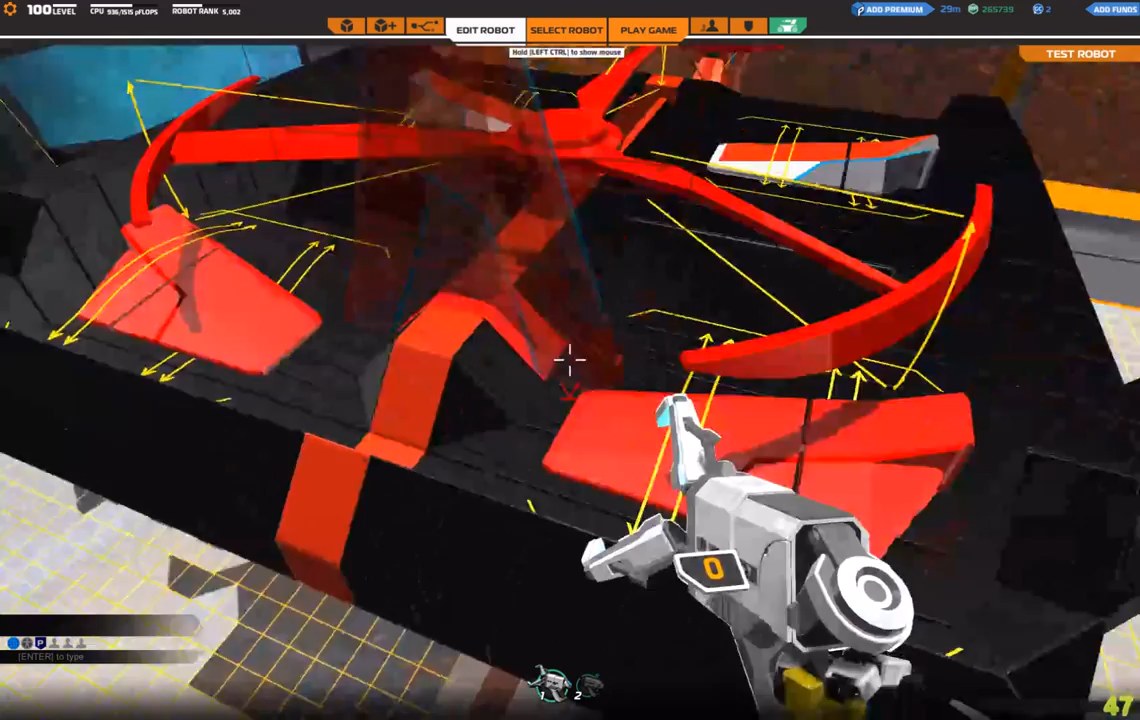 100 LEVEL CPU 936/1515 pFLOPS ROBOT RANK 5,002 ADD PREMIUM 29m 265739 2 ADD FUNDS
EDIT ROBOT SELECT ROBOT PLAY GAME
Hold [LEFT CTRL] to show mouse
TEST ROBOT
0
P
[ENTER] to type
1 2
47